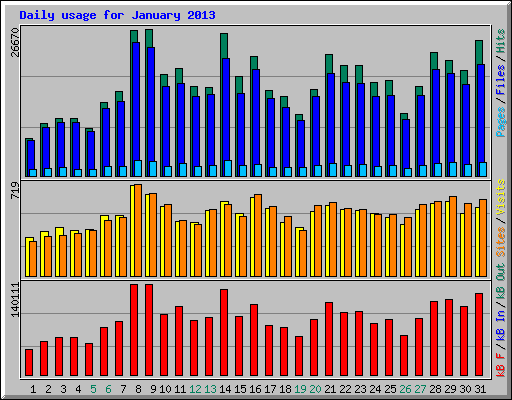 Daily usage for January 2013
26670
Pages / Files / Hits
719
Sites / Visits
140111
kB F / kB In / kB Out
1 2 3 4 5 6 7 8 9 10 11 12 13 14 15 16 17 18 19 20 21 22 23 24 25 26 27 28 29 30 31